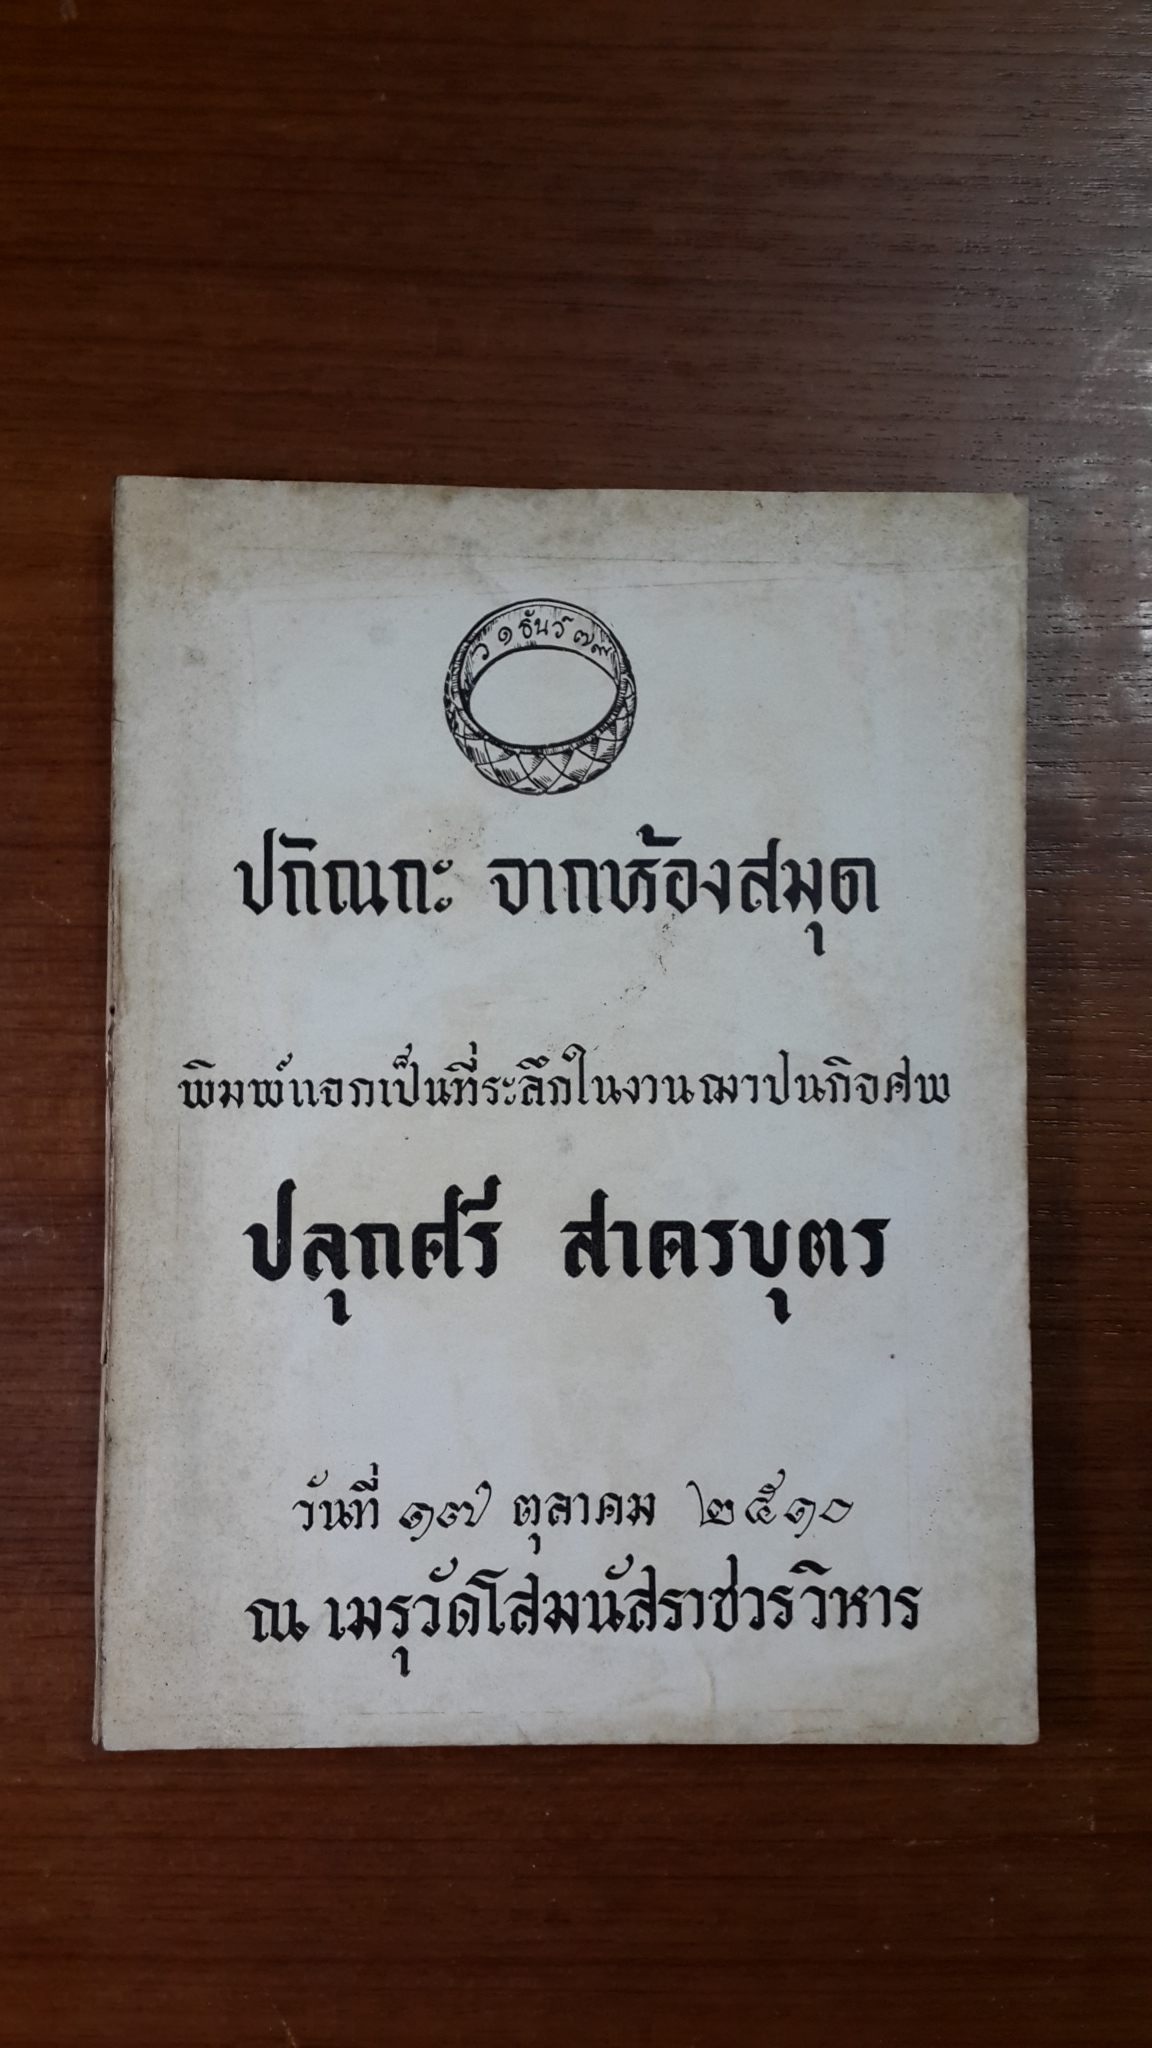 ว ๑ ธันว์ ๗๙
ปกิณกะ จากห้องสมุด
พิมพ์แจกเป็นที่ระลึกในงานฌาปนกิจศพ
ปลุกศรี สาครบุตร
วันที่ ๑๗ ตุลาคม ๒๕๑๐
ณ เมรุวัดโสมนัสราชวรวิหาร